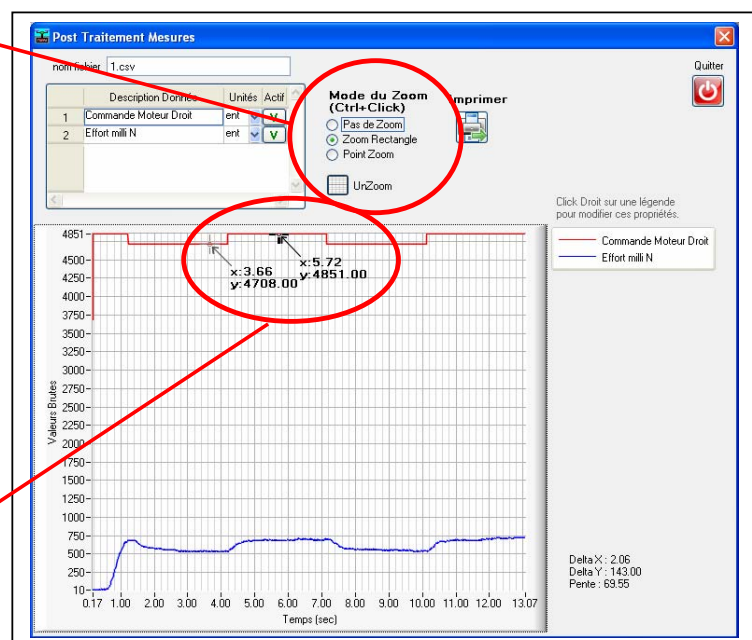 Post Traitement Mesures
nom fichier 1.csv
Quitter
Description Donnée Unités Actif
1 Commande Moteur Droit ent V
2 Effort milli N ent V
Mode du Zoom
(Ctrl+Click)
Pas de Zoom
Zoom Rectangle
Point Zoom
UnZoom
Imprimer
Click Droit sur une légende
pour modifier ces propriétés.
Commande Moteur Droit
Effort milli N
x:3.66
y:4708.00
x:5.72
y:4851.00
Valeurs Brutes
4851
4500
4250
4000
3750
3500
3250
3000
2750
2500
2250
2000
1750
1500
1250
1000
750
500
250
10
0.17 1.00 2.00 3.00 4.00 5.00 6.00 7.00 8.00 9.00 10.00 11.00 12.00 13.07
Temps (sec)
Delta X : 2.06
Delta Y : 143.00
Pente : 69.55